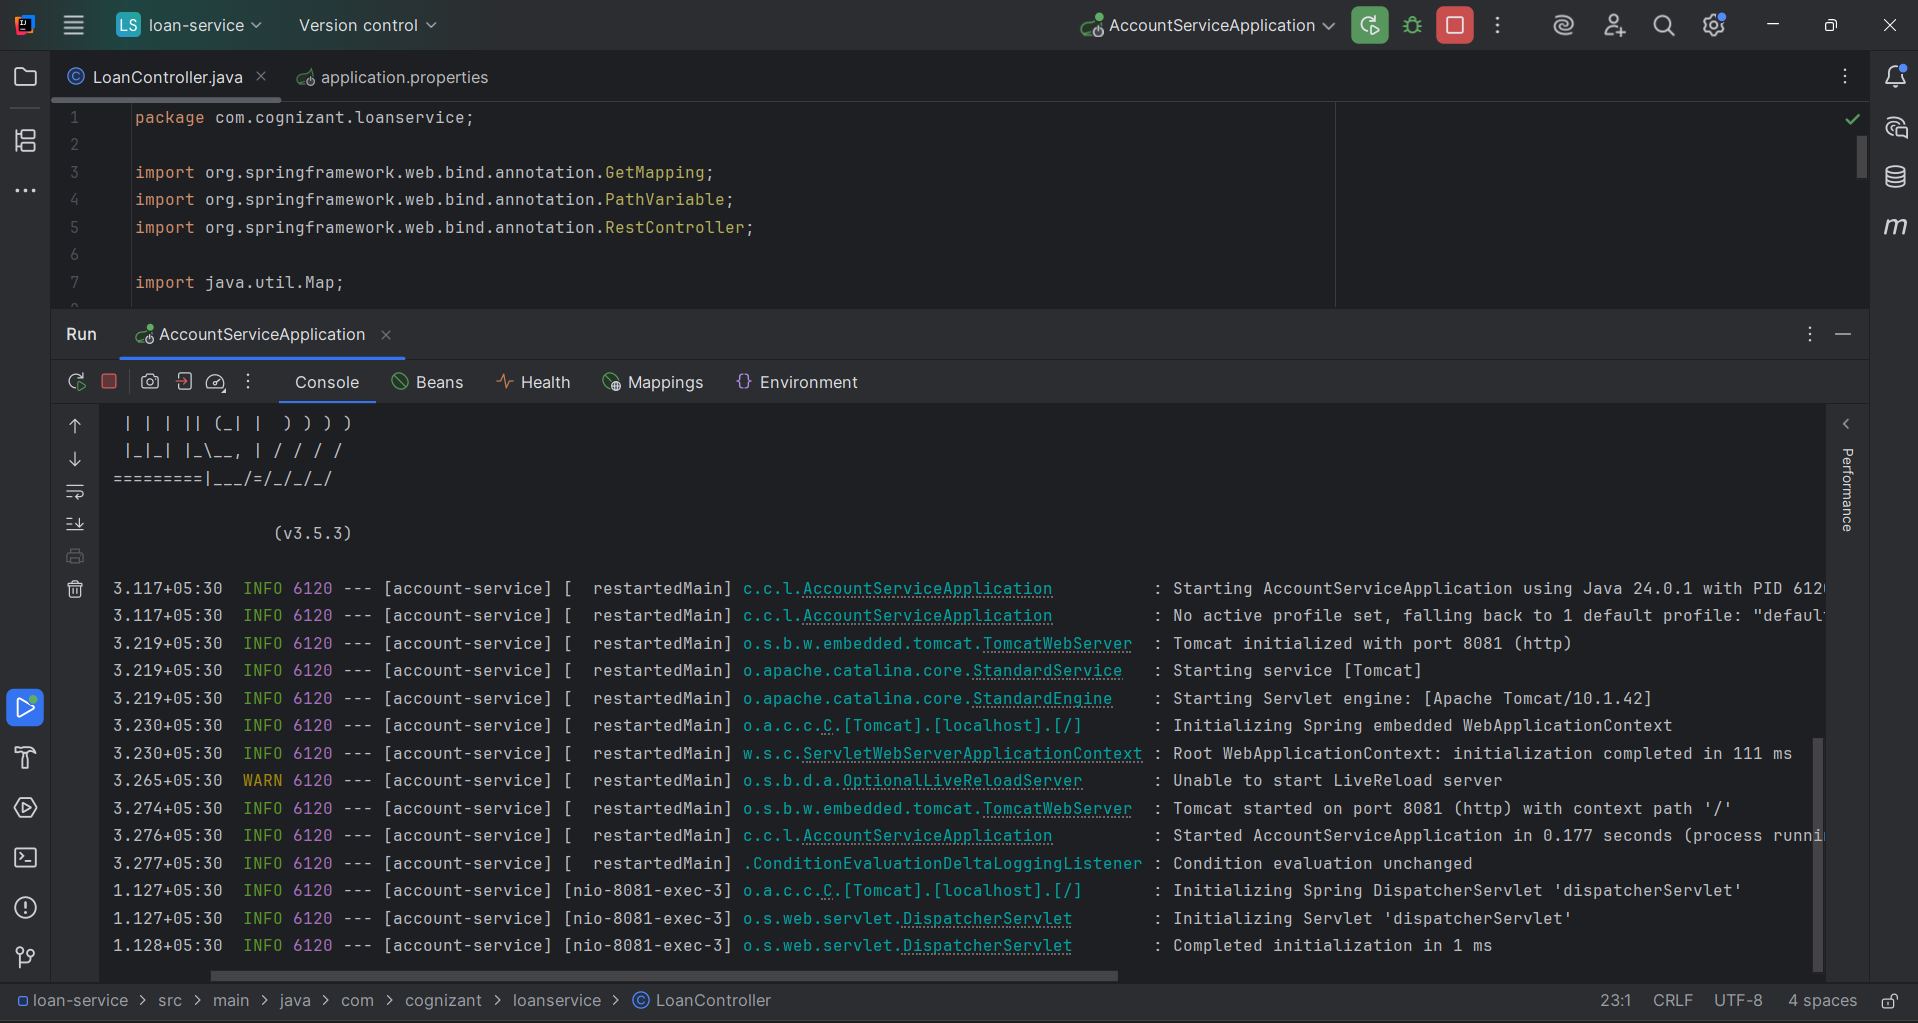 LS loan-service Version control AccountServiceApplication
LoanController.java application.properties
1 package com.cognizant.loanservice;
2
3 import org.springframework.web.bind.annotation.GetMapping;
4 import org.springframework.web.bind.annotation.PathVariable;
5 import org.springframework.web.bind.annotation.RestController;
6
7 import java.util.Map;
8
Run AccountServiceApplication
Console Beans Health Mappings Environment
| | | || (_| |  ) ) ) )
|_|_| |_\__, | / / / /
=========|___/=/_/_/_/
(v3.5.3)
3.117+05:30  INFO 6120 --- [account-service] [  restartedMain] c.c.l.AccountServiceApplication : Starting AccountServiceApplication using Java 24.0.1 with PID 6120
3.117+05:30  INFO 6120 --- [account-service] [  restartedMain] c.c.l.AccountServiceApplication : No active profile set, falling back to 1 default profile: "default
3.219+05:30  INFO 6120 --- [account-service] [  restartedMain] o.s.b.w.embedded.tomcat.TomcatWebServer : Tomcat initialized with port 8081 (http)
3.219+05:30  INFO 6120 --- [account-service] [  restartedMain] o.apache.catalina.core.StandardService : Starting service [Tomcat]
3.219+05:30  INFO 6120 --- [account-service] [  restartedMain] o.apache.catalina.core.StandardEngine : Starting Servlet engine: [Apache Tomcat/10.1.42]
3.230+05:30  INFO 6120 --- [account-service] [  restartedMain] o.a.c.c.C.[Tomcat].[localhost].[/] : Initializing Spring embedded WebApplicationContext
3.230+05:30  INFO 6120 --- [account-service] [  restartedMain] w.s.c.ServletWebServerApplicationContext : Root WebApplicationContext: initialization completed in 111 ms
3.265+05:30  WARN 6120 --- [account-service] [  restartedMain] o.s.b.d.a.OptionalLiveReloadServer : Unable to start LiveReload server
3.274+05:30  INFO 6120 --- [account-service] [  restartedMain] o.s.b.w.embedded.tomcat.TomcatWebServer : Tomcat started on port 8081 (http) with context path '/'
3.276+05:30  INFO 6120 --- [account-service] [  restartedMain] c.c.l.AccountServiceApplication : Started AccountServiceApplication in 0.177 seconds (process runni
3.277+05:30  INFO 6120 --- [account-service] [  restartedMain] .ConditionEvaluationDeltaLoggingListener : Condition evaluation unchanged
1.127+05:30  INFO 6120 --- [account-service] [nio-8081-exec-3] o.a.c.c.C.[Tomcat].[localhost].[/] : Initializing Spring DispatcherServlet 'dispatcherServlet'
1.127+05:30  INFO 6120 --- [account-service] [nio-8081-exec-3] o.s.web.servlet.DispatcherServlet : Initializing Servlet 'dispatcherServlet'
1.128+05:30  INFO 6120 --- [account-service] [nio-8081-exec-3] o.s.web.servlet.DispatcherServlet : Completed initialization in 1 ms
Performance
loan-service > src > main > java > com > cognizant > loanservice > LoanController 23:1 CRLF UTF-8 4 spaces